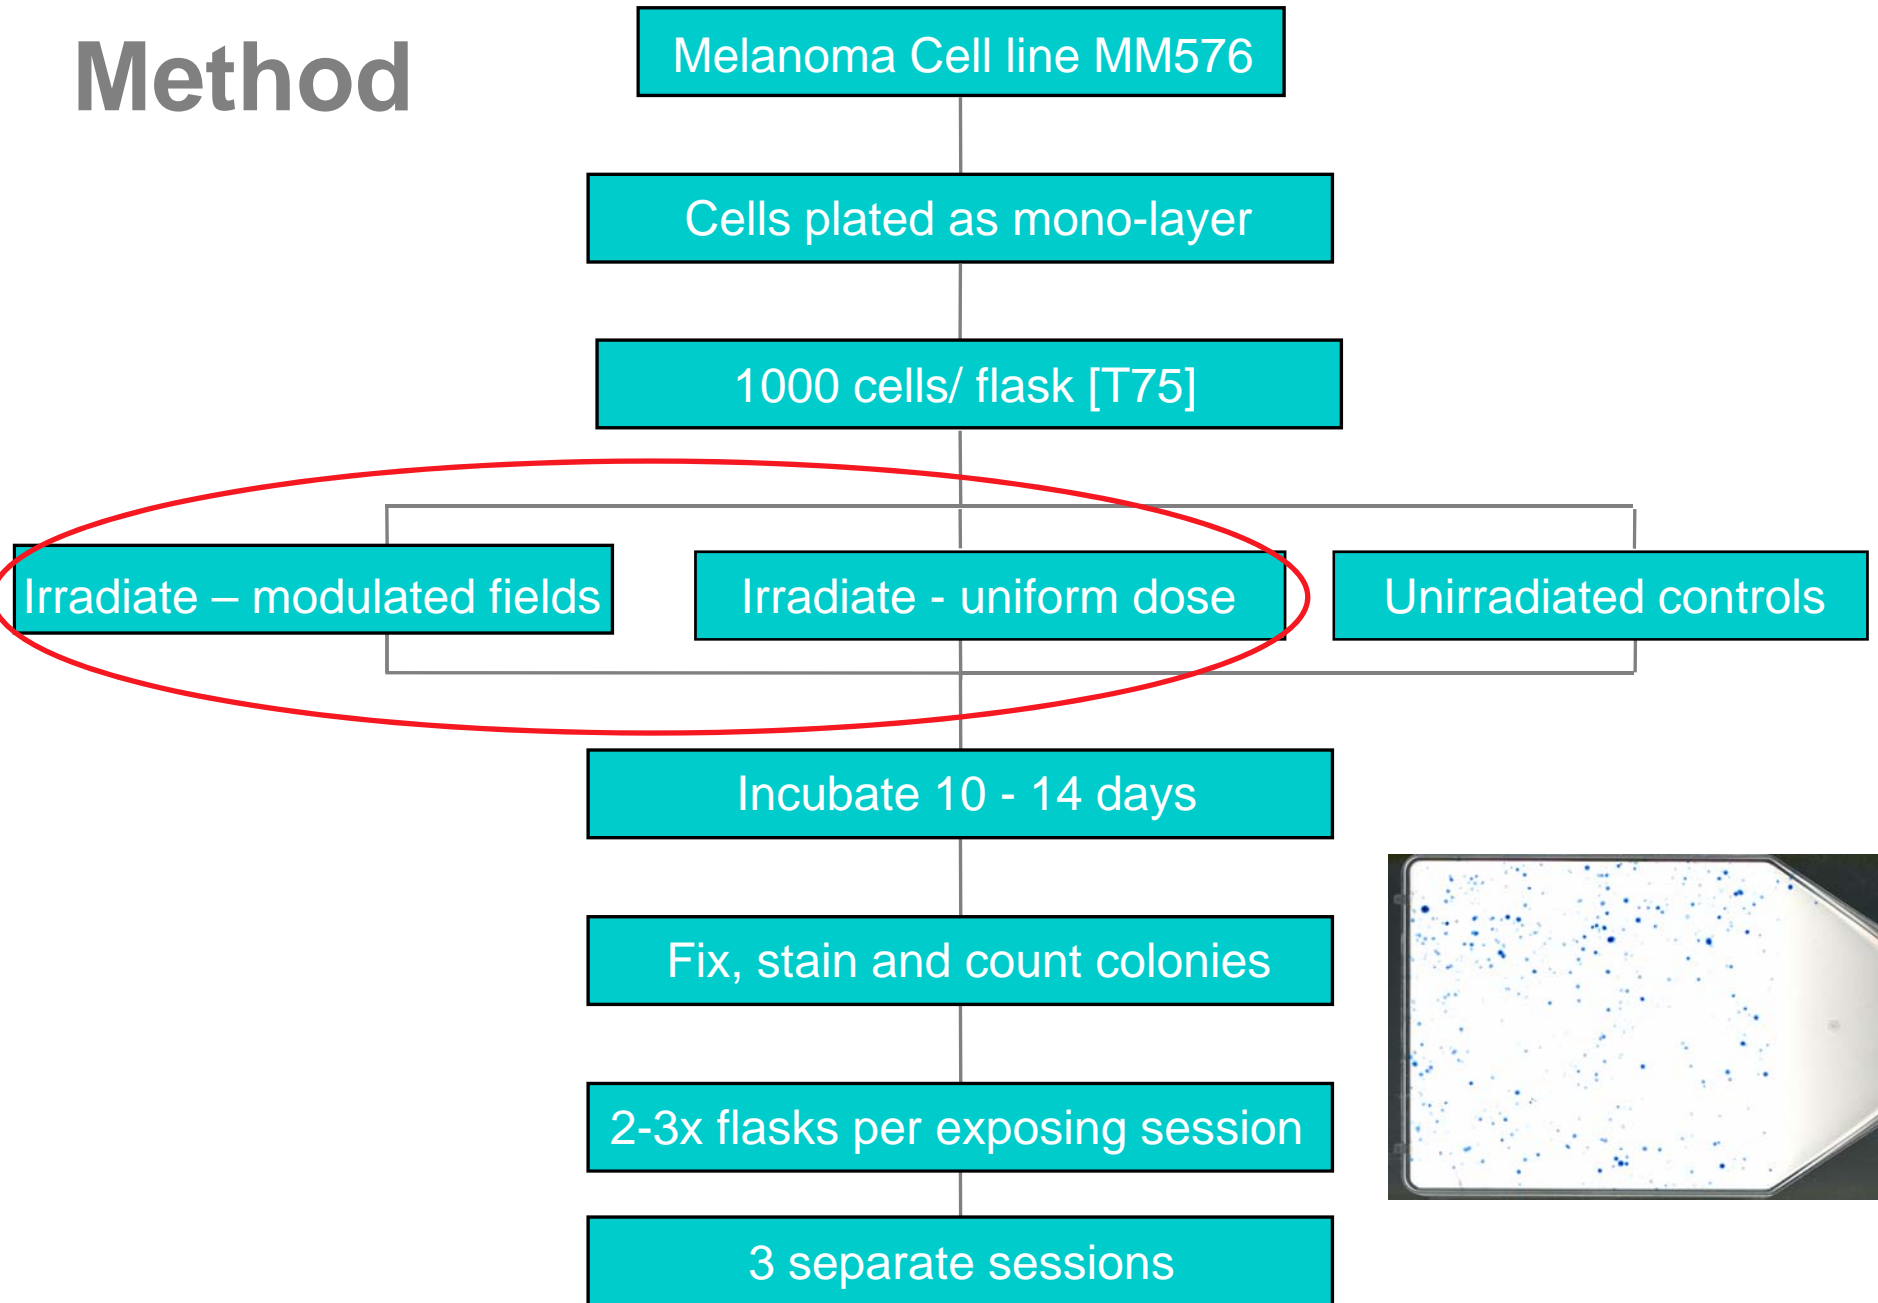 Method
Melanoma Cell line MM576
Cells plated as mono-layer
1000 cells/ flask [T75]
Irradiate – modulated fields
Irradiate - uniform dose
Unirradiated controls
Incubate 10 - 14 days
Fix, stain and count colonies
2-3x flasks per exposing session
3 separate sessions